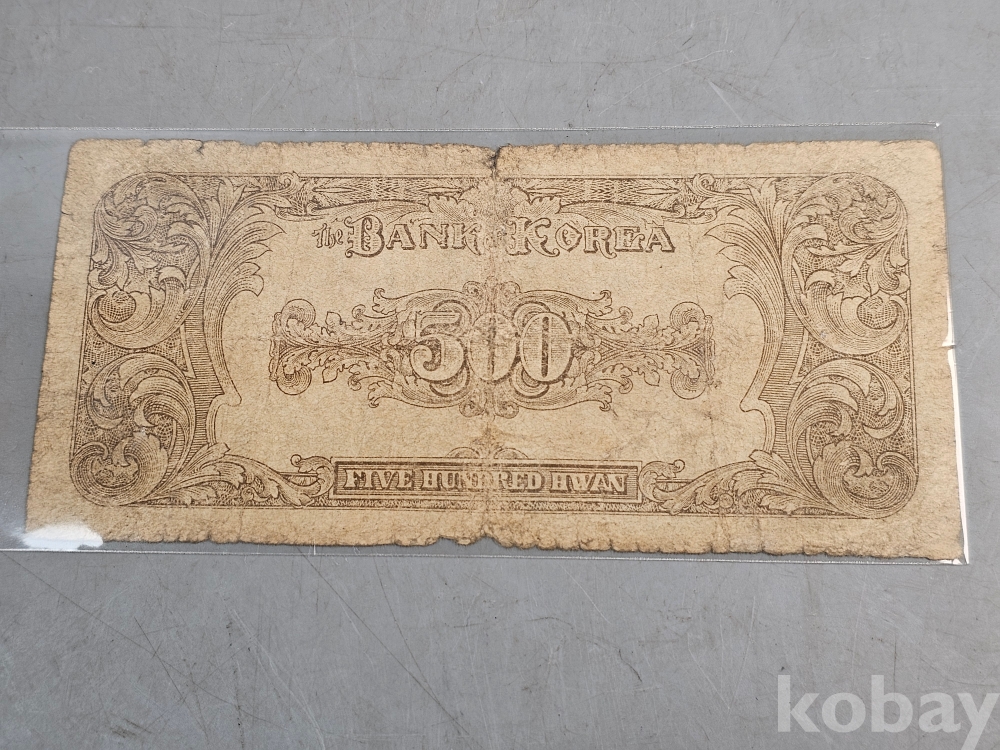 The BANK OF KOREA
500
FIVE HUNDRED HWAN
kobay